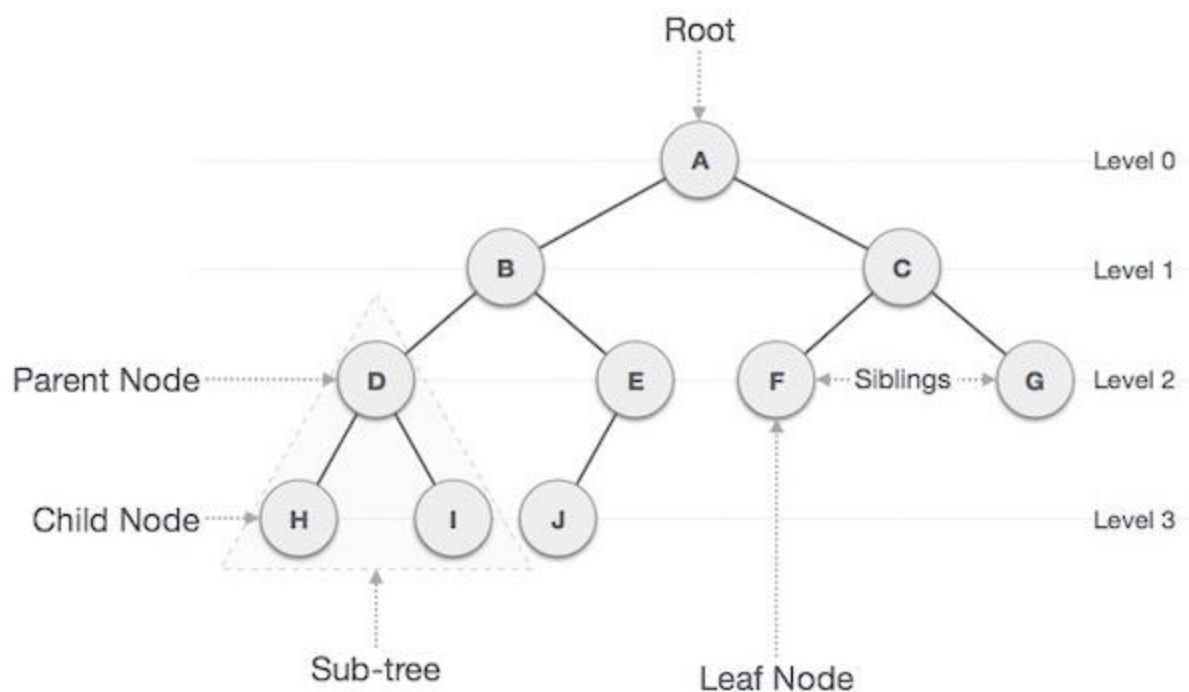 Root
A
Level 0
B
C
Level 1
Parent Node
D
E
F
Siblings
G
Level 2
Child Node
H
I
J
Level 3
Sub-tree
Leaf Node